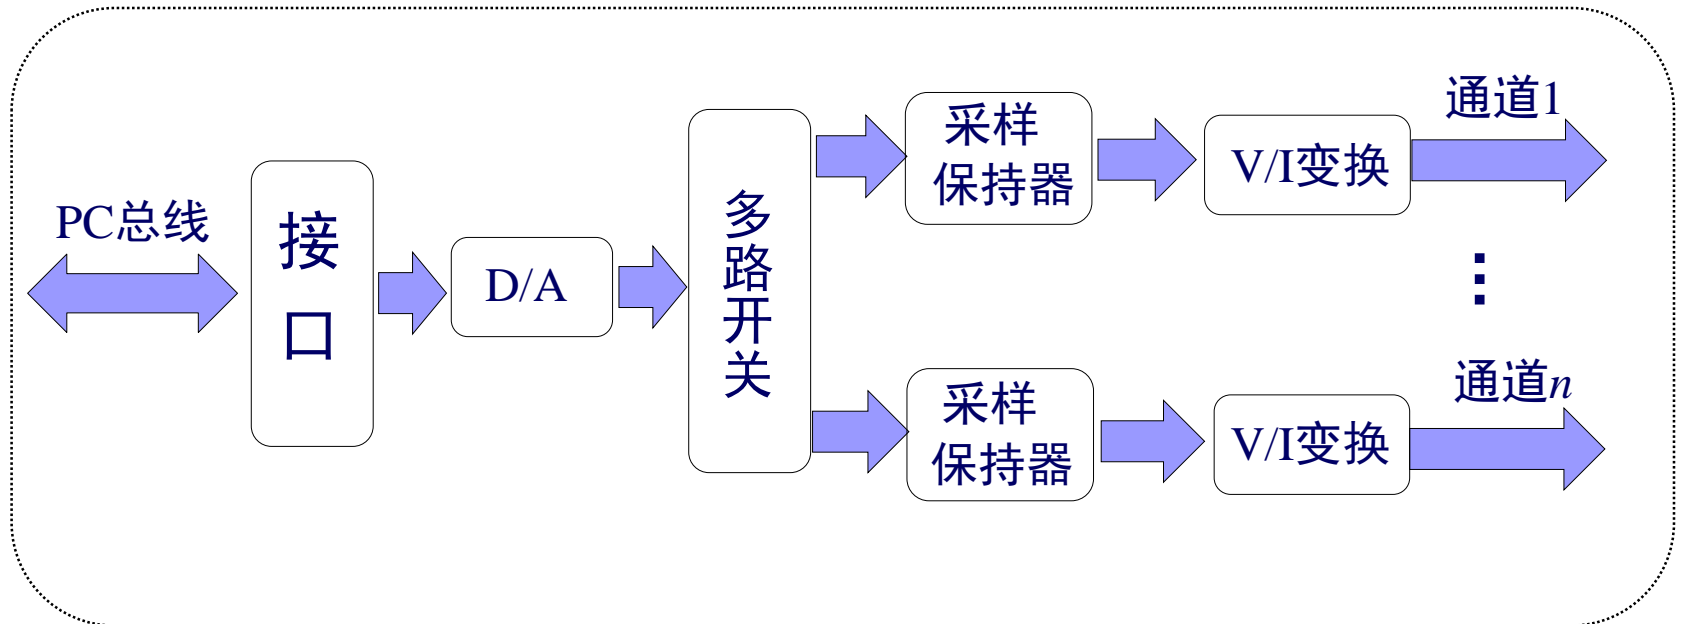 PC总线
接
口
D/A
多
路
开
关
采样
保持器
V/I变换
通道1
⋮
采样
保持器
V/I变换
通道n